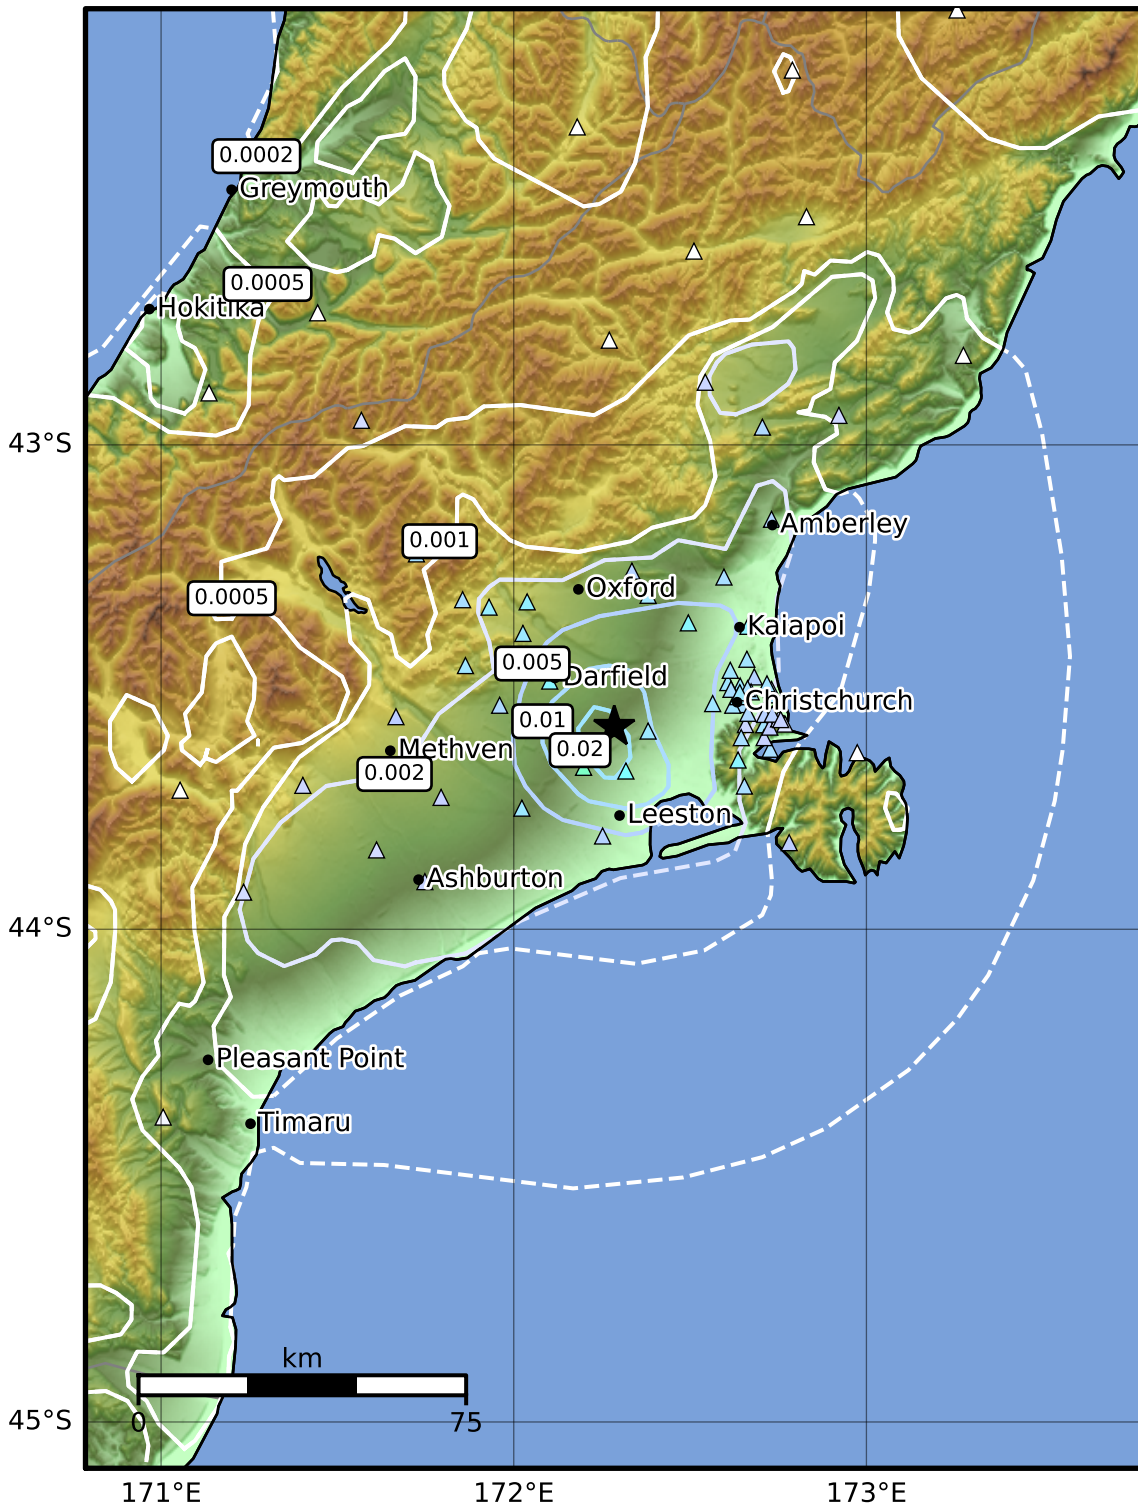 0.0002
Greymouth
0.0005
Hokitika
43°S
Amberley
0.001
Oxford
0.0005
Kaiapoi
0.005
Darfield
Christchurch
0.01
Methven
0.02
0.002
Leeston
Ashburton
44°S
Pleasant Point
Timaru
km
0 75
45°S
171°E 172°E 173°E